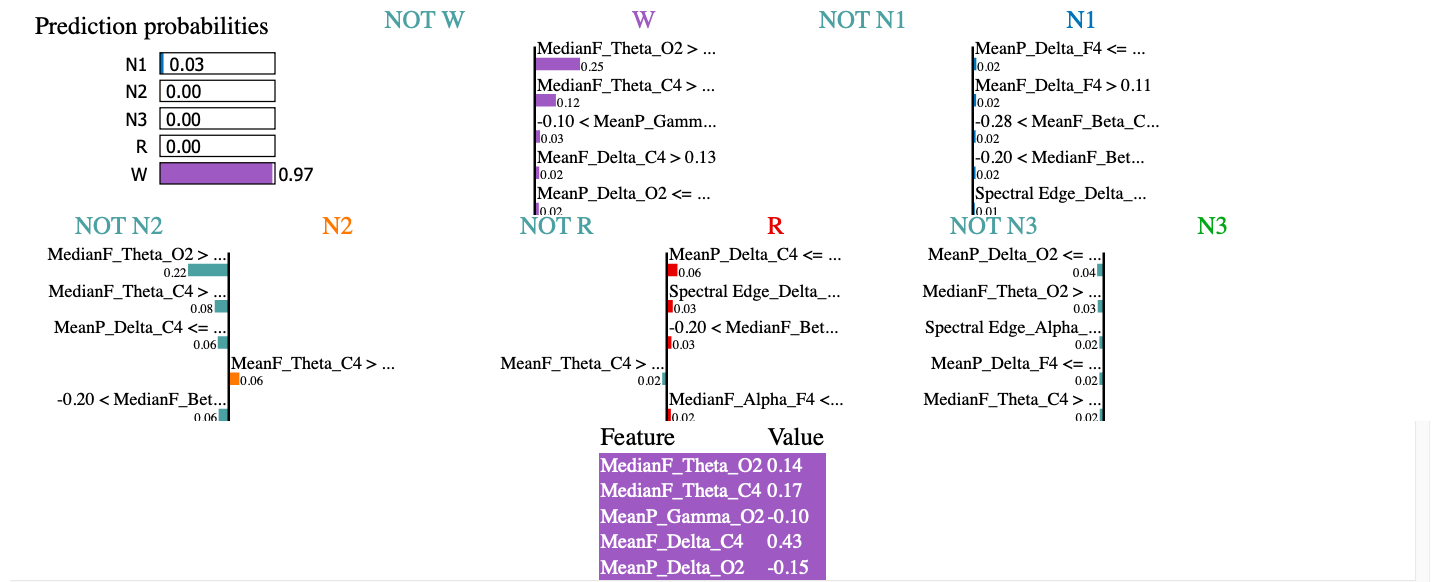 Prediction probabilities
N1 0.03
N2 0.00
N3 0.00
R 0.00
W 0.97
NOT W W
MedianF_Theta_O2 > ...
0.25
MedianF_Theta_C4 > ...
0.12
-0.10 < MeanP_Gamm...
0.03
MeanF_Delta_C4 > 0.13
0.02
MeanP_Delta_O2 <= ...
0.02
NOT N1 N1
MeanP_Delta_F4 <= ...
0.02
MeanF_Delta_F4 > 0.11
0.02
-0.28 < MeanF_Beta_C...
0.02
-0.20 < MedianF_Bet...
0.02
Spectral Edge_Delta_...
0.01
NOT N2 N2
MedianF_Theta_O2 > ...
0.22
MedianF_Theta_C4 > ...
0.08
MeanP_Delta_C4 <= ...
0.06
MeanF_Theta_C4 > ...
0.06
-0.20 < MedianF_Bet...
0.06
NOT R R
MeanP_Delta_C4 <= ...
0.06
Spectral Edge_Delta_...
0.03
-0.20 < MedianF_Bet...
0.03
MeanF_Theta_C4 > ...
0.02
MedianF_Alpha_F4 <...
0.02
NOT N3 N3
MeanP_Delta_O2 <= ...
0.04
MedianF_Theta_O2 > ...
0.03
Spectral Edge_Alpha_...
0.02
MeanP_Delta_F4 <= ...
0.02
MedianF_Theta_C4 > ...
0.02
Feature Value
MedianF_Theta_O2 0.14
MedianF_Theta_C4 0.17
MeanP_Gamma_O2 -0.10
MeanF_Delta_C4 0.43
MeanP_Delta_O2 -0.15